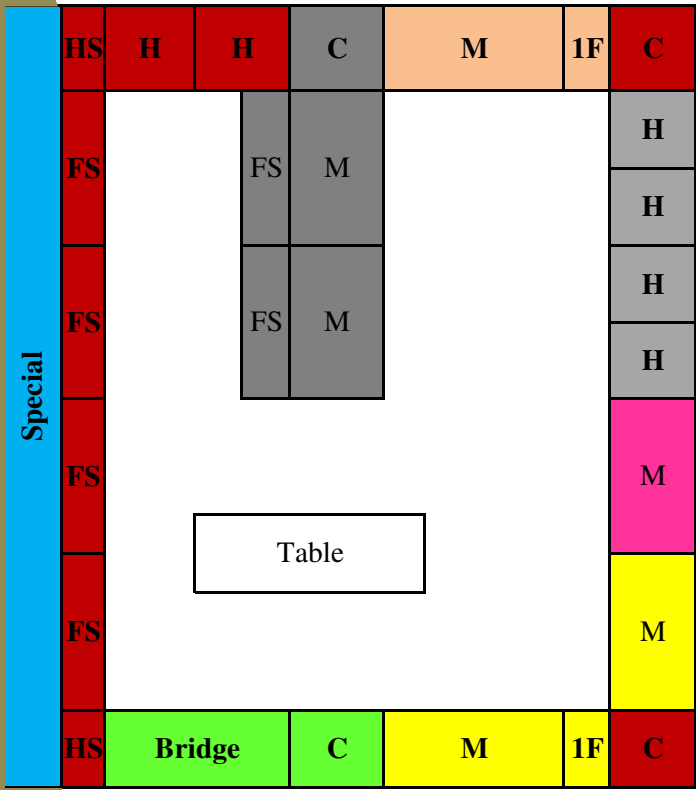 HS H H C M 1F C
H
FS FS M
H
H
FS FS M
H
Special
FS M
Table
FS M
HS Bridge C M 1F C